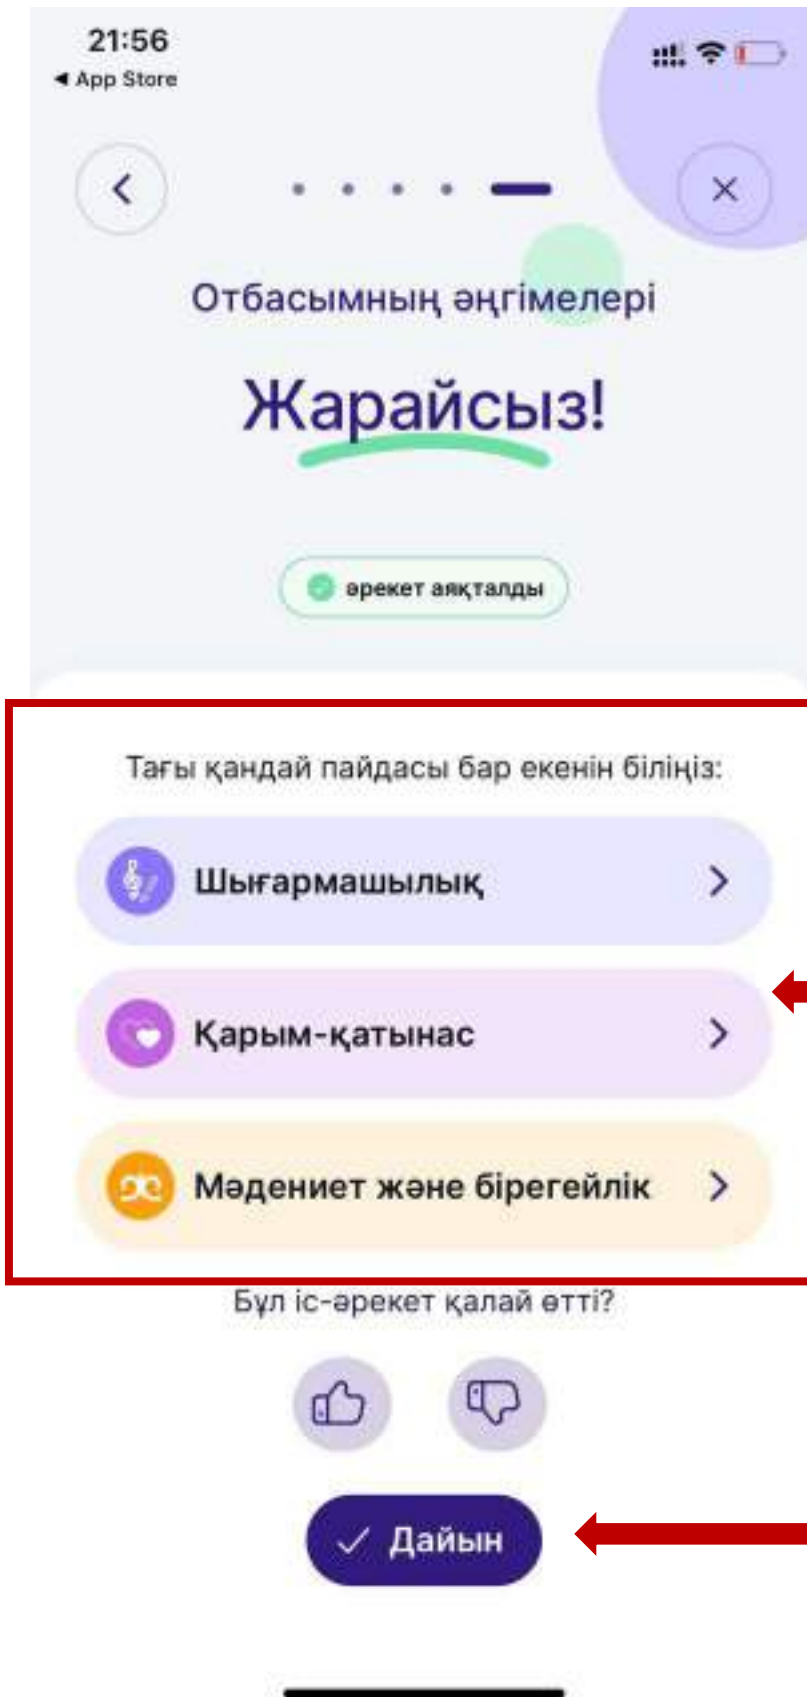 21:56
◀ App Store
Отбасымның әңгімелері
Жарайсыз!
әрекет аяқталды
Тағы қандай пайдасы бар екенін біліңіз:
Шығармашылық
Қарым-қатынас
Мәдениет және бірегейлік
Бұл іс-әрекет қалай өтті?
Дайын